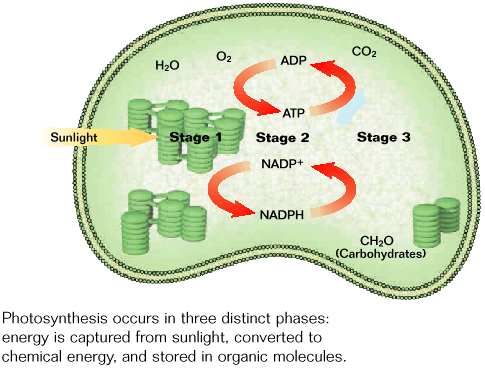 H₂O
O₂
ADP
CO₂
ATP
Sunlight
Stage 1
Stage 2
Stage 3
NADP+
NADPH
CH₂O
(Carbohydrates)
Photosynthesis occurs in three distinct phases:
energy is captured from sunlight, converted to
chemical energy, and stored in organic molecules.